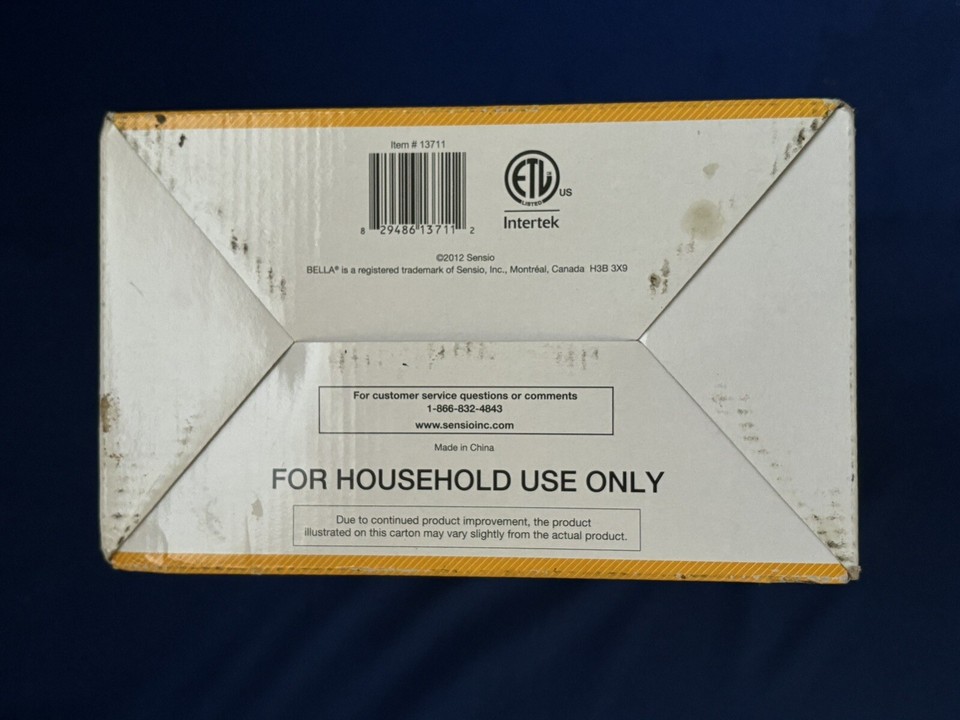 Item # 13711
8 29486 13711 2
ETL US
LISTED
Intertek
©2012 Sensio
BELLA® is a registered trademark of Sensio, Inc., Montréal, Canada H3B 3X9
For customer service questions or comments
1-866-832-4843
www.sensioinc.com
Made in China
FOR HOUSEHOLD USE ONLY
Due to continued product improvement, the product
illustrated on this carton may vary slightly from the actual product.